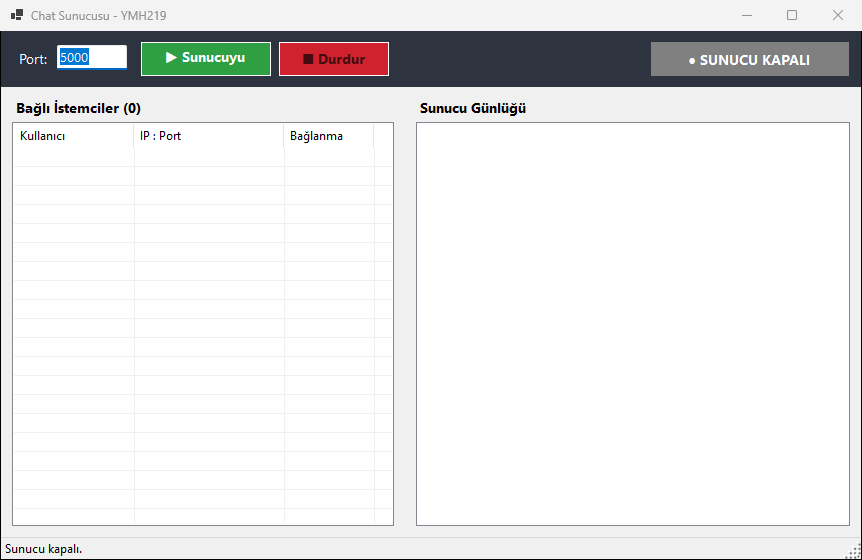 Chat Sunucusu - YMH219
Port: 5000 ▶ Sunucuyu ■ Durdur ● SUNUCU KAPALI
Bağlı İstemciler (0) Sunucu Günlüğü
Kullanıcı IP : Port Bağlanma
Sunucu kapalı.